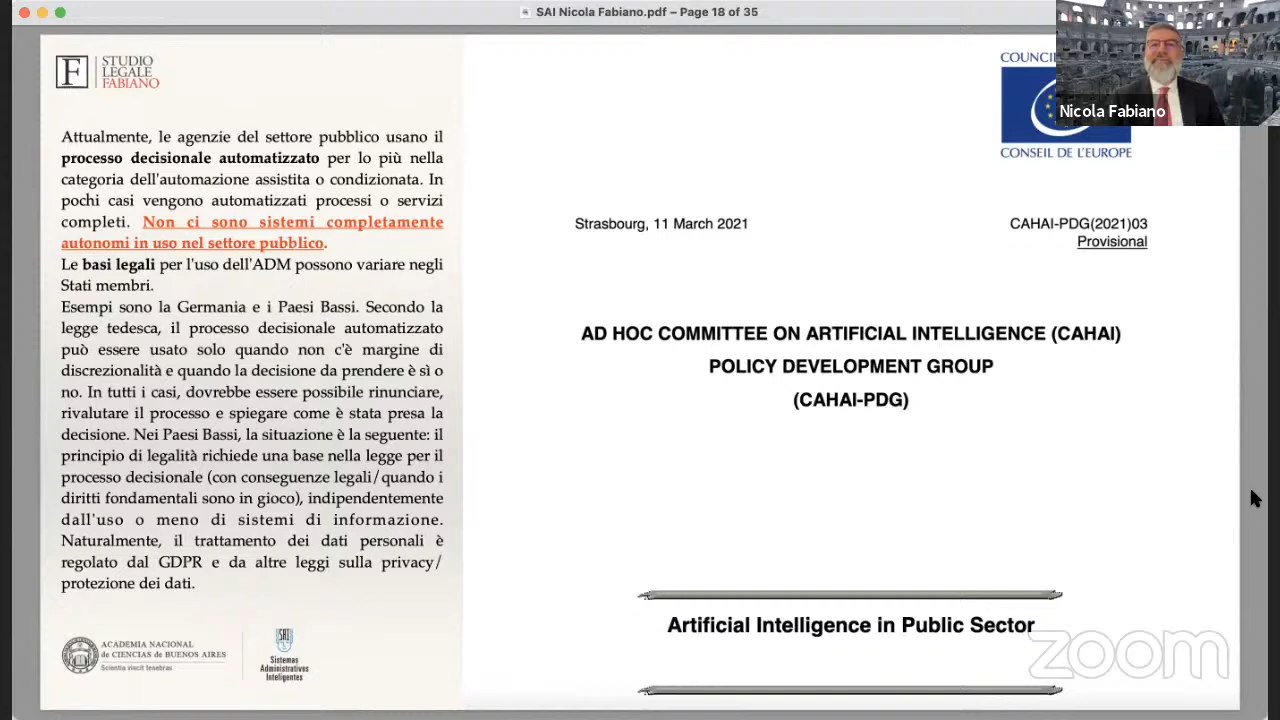 SAI Nicola Fabiano.pdf – Page 18 of 35
F
STUDIO
LEGALE
FABIANO
Attualmente, le agenzie del settore pubblico usano il
processo decisionale automatizzato per lo più nella
categoria dell'automazione assistita o condizionata. In
pochi casi vengono automatizzati processi o servizi
completi. Non ci sono sistemi completamente
autonomi in uso nel settore pubblico.
Le basi legali per l'uso dell'ADM possono variare negli
Stati membri.
Esempi sono la Germania e i Paesi Bassi. Secondo la
legge tedesca, il processo decisionale automatizzato
può essere usato solo quando non c'è margine di
discrezionalità e quando la decisione da prendere è sì o
no. In tutti i casi, dovrebbe essere possibile rinunciare,
rivalutare il processo e spiegare come è stata presa la
decisione. Nei Paesi Bassi, la situazione è la seguente: il
principio di legalità richiede una base nella legge per il
processo decisionale (con conseguenze legali/quando i
diritti fondamentali sono in gioco), indipendentemente
dall'uso o meno di sistemi di informazione.
Naturalmente, il trattamento dei dati personali è
regolato dal GDPR e da altre leggi sulla privacy/
protezione dei dati.
ACADEMIA NACIONAL
de CIENCIAS de BUENOS AIRES
Scientia vincit tenebras
SAI
Sistemas
Administrativos
Inteligentes
COUNCI
CONSEIL DE L'EUROPE
Nicola Fabiano
Strasbourg, 11 March 2021
CAHAI-PDG(2021)03
Provisional
AD HOC COMMITTEE ON ARTIFICIAL INTELLIGENCE (CAHAI)
POLICY DEVELOPMENT GROUP
(CAHAI-PDG)
Artificial Intelligence in Public Sector
zoom